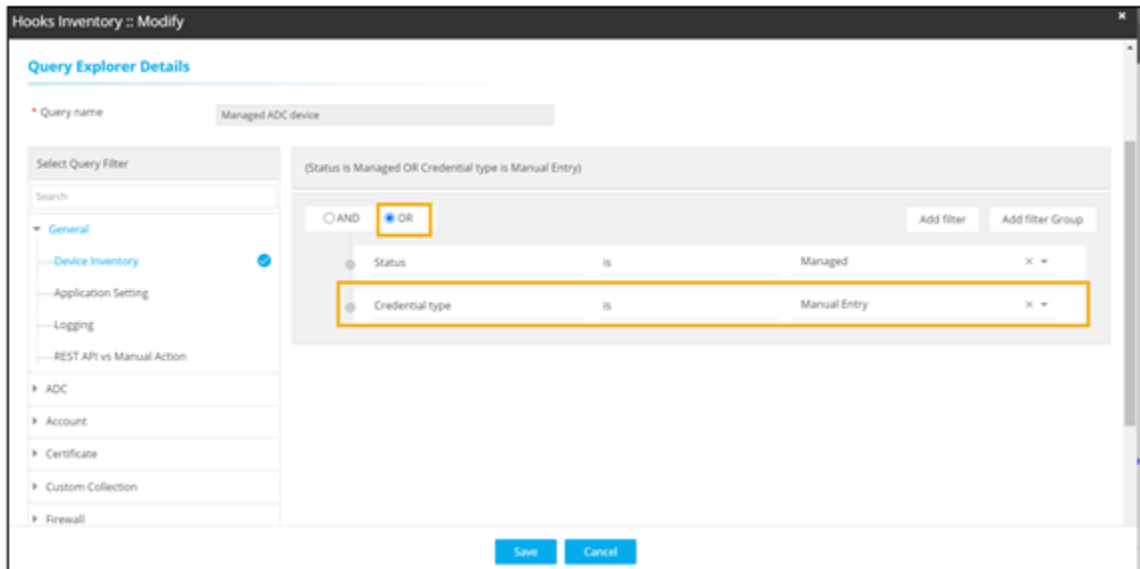 Hooks Inventory :: Modify
×
Query Explorer Details
* Query name
Managed ADC device
Select Query Filter
(Status is Managed OR Credential type is Manual Entry)
Search
AND OR
Add filter
Add filter Group
General
Device Inventory
Status is Managed ×
Application Setting
Credential type is Manual Entry ×
Logging
REST API vs Manual Action
ADC
Account
Certificate
Custom Collection
Firewall
Save
Cancel